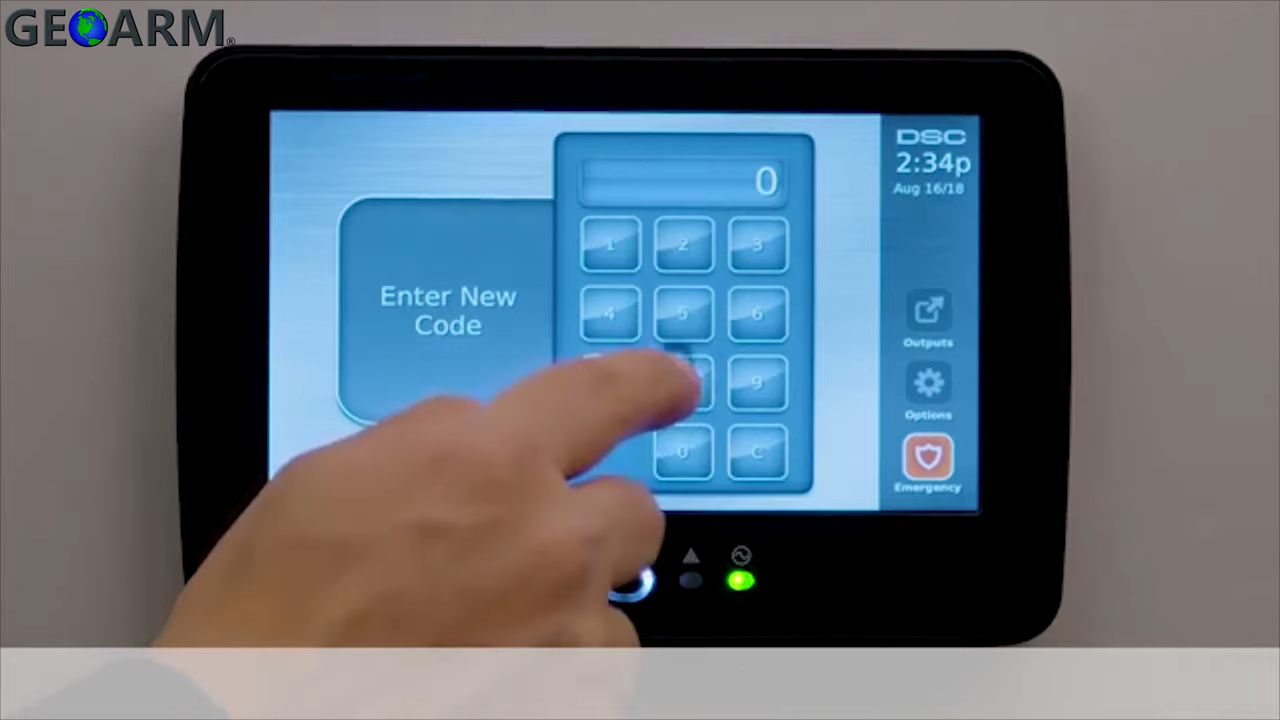 GEOARM®
DSC
2:34p
Aug 16/18
0
1 2 3
4 5 6
9
0 C
Enter New
Code
Outputs
Options
Emergency